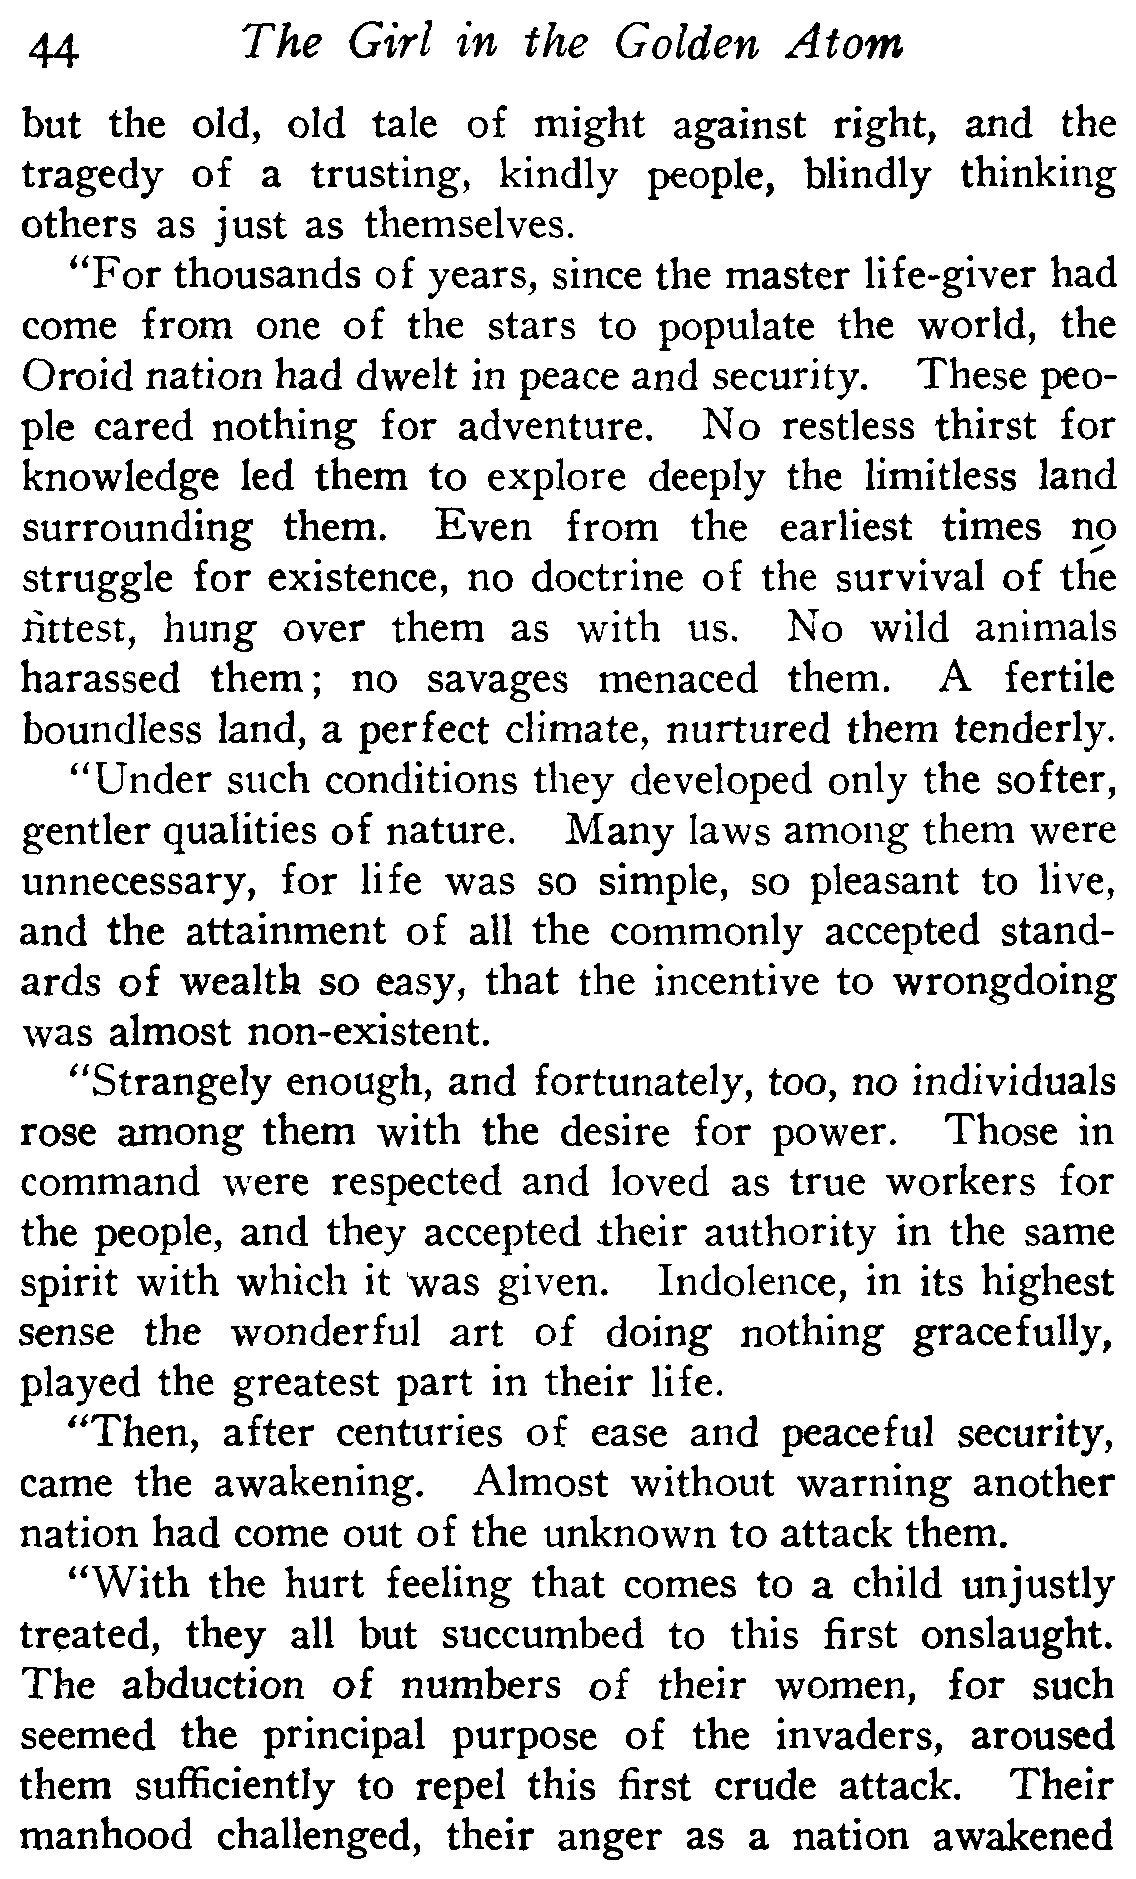 44 The Girl in the Golden Atom
but the old, old tale of might against right, and the
tragedy of a trusting, kindly people, blindly thinking
others as just as themselves.
"For thousands of years, since the master life-giver had
come from one of the stars to populate the world, the
Oroid nation had dwelt in peace and security. These peo-
ple cared nothing for adventure. No restless thirst for
knowledge led them to explore deeply the limitless land
surrounding them. Even from the earliest times no
struggle for existence, no doctrine of the survival of the
fittest, hung over them as with us. No wild animals
harassed them; no savages menaced them. A fertile
boundless land, a perfect climate, nurtured them tenderly.
"Under such conditions they developed only the softer,
gentler qualities of nature. Many laws among them were
unnecessary, for life was so simple, so pleasant to live,
and the attainment of all the commonly accepted stand-
ards of wealth so easy, that the incentive to wrongdoing
was almost non-existent.
"Strangely enough, and fortunately, too, no individuals
rose among them with the desire for power. Those in
command were respected and loved as true workers for
the people, and they accepted their authority in the same
spirit with which it was given. Indolence, in its highest
sense the wonderful art of doing nothing gracefully,
played the greatest part in their life.
"Then, after centuries of ease and peaceful security,
came the awakening. Almost without warning another
nation had come out of the unknown to attack them.
"With the hurt feeling that comes to a child unjustly
treated, they all but succumbed to this first onslaught.
The abduction of numbers of their women, for such
seemed the principal purpose of the invaders, aroused
them sufficiently to repel this first crude attack. Their
manhood challenged, their anger as a nation awakened